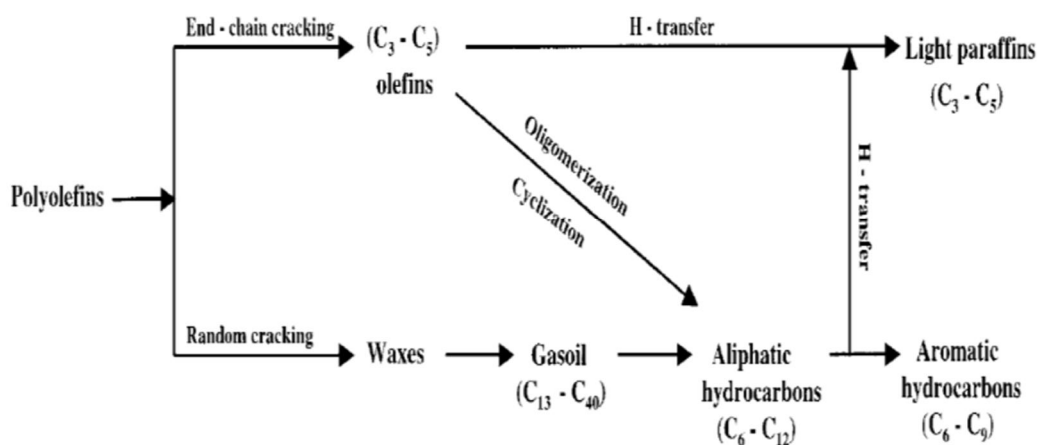 End - chain cracking
(C₃ - C₅)
olefins
H - transfer
Light paraffins
(C₃ - C₅)
Oligomerization
Cyclization
H - transfer
Polyolefins
Random cracking
Waxes
Gasoil
(C₁₃ - C₄₀)
Aliphatic
hydrocarbons
(C₆ - C₁₂)
Aromatic
hydrocarbons
(C₆ - C₉)